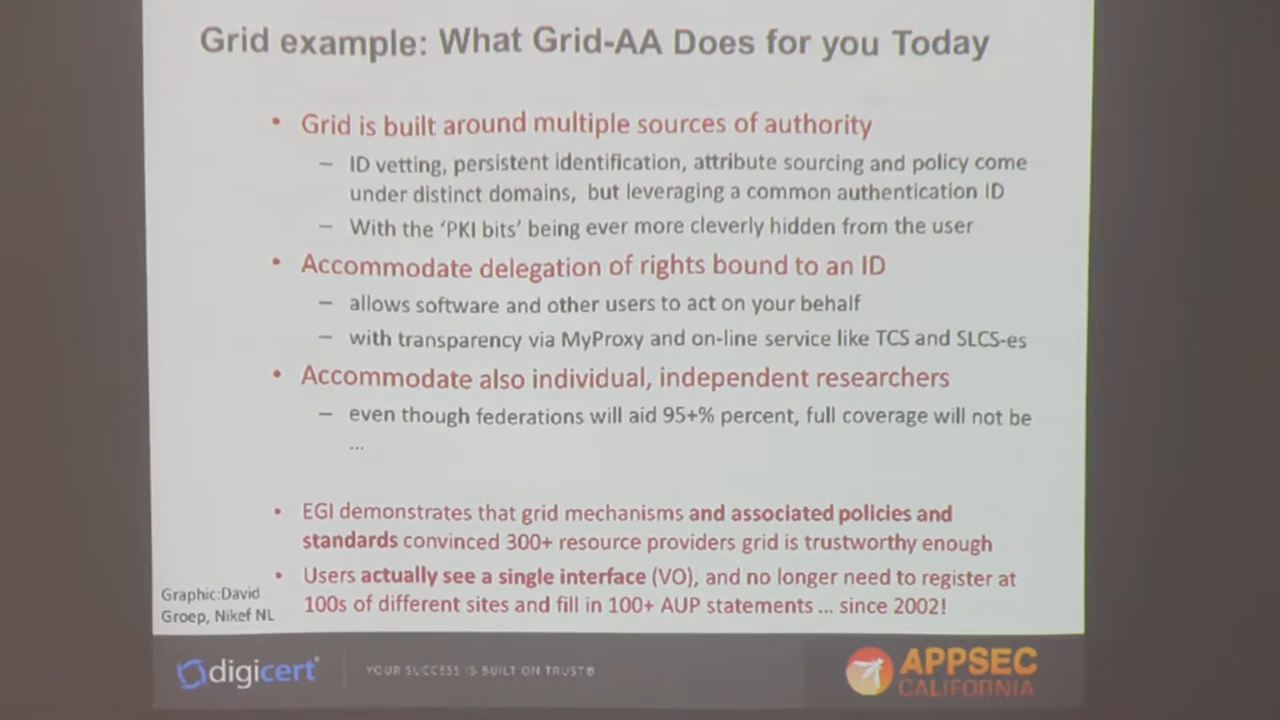 Grid example: What Grid-AA Does for you Today
• Grid is built around multiple sources of authority
– ID vetting, persistent identification, attribute sourcing and policy come
under distinct domains, but leveraging a common authentication ID
– With the ‘PKI bits’ being ever more cleverly hidden from the user
• Accommodate delegation of rights bound to an ID
– allows software and other users to act on your behalf
– with transparency via MyProxy and on-line service like TCS and SLCS-es
• Accommodate also individual, independent researchers
– even though federations will aid 95+% percent, full coverage will not be
...
• EGI demonstrates that grid mechanisms and associated policies and
standards convinced 300+ resource providers grid is trustworthy enough
• Users actually see a single interface (VO), and no longer need to register at
100s of different sites and fill in 100+ AUP statements ... since 2002!
Graphic:David
Groep, Nikef NL
digicert
YOUR SUCCESS IS BUILT ON TRUST®
APPSEC
CALIFORNIA